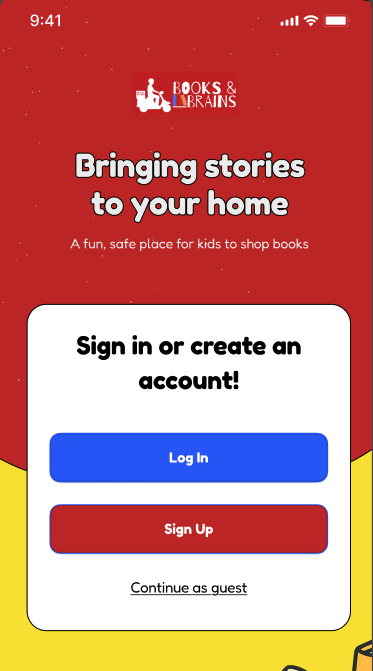 9:41
BOOKS &
BRAINS
Bringing stories
to your home
A fun, safe place for kids to shop books
Sign in or create an
account!
Log In
Sign Up
Continue as guest